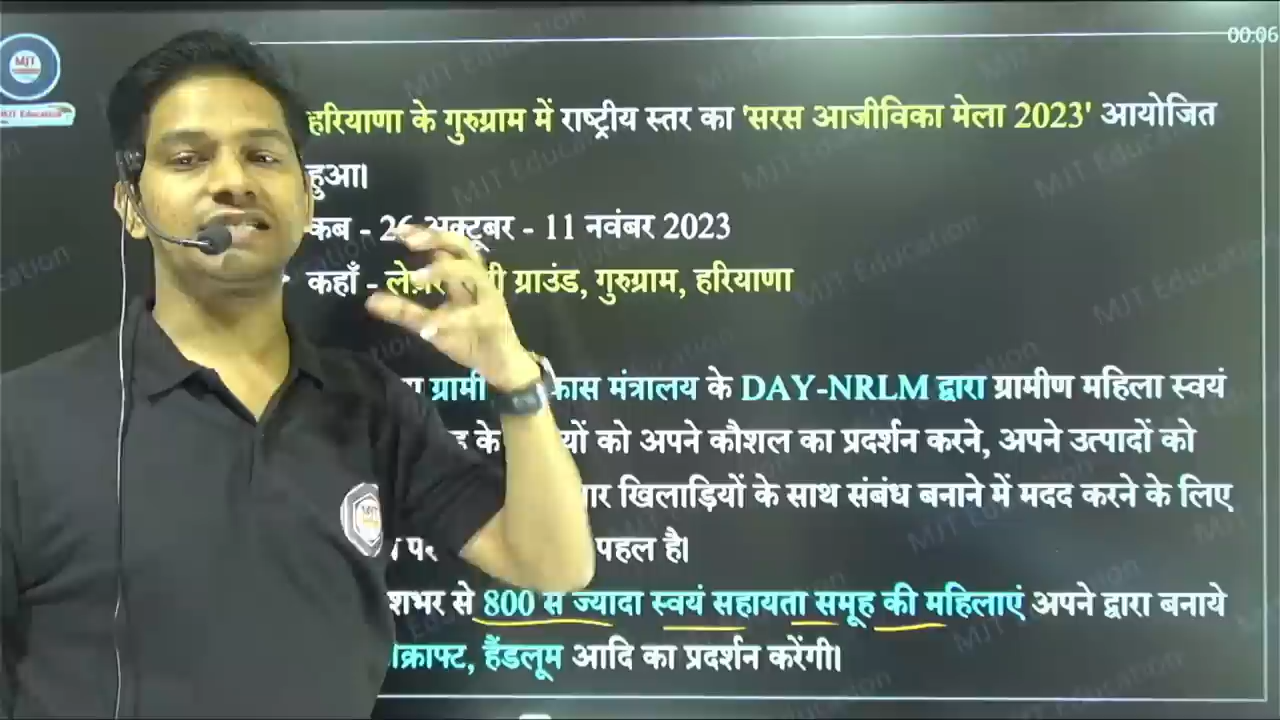 00:06
MJT
MJT Education
हरियाणा के गुरुग्राम में राष्ट्रीय स्तर का 'सरस आजीविका मेला 2023' आयोजित
हुआ।
कब - 26 अक्टूबर - 11 नवंबर 2023
कहाँ - ग्राउंड, गुरुग्राम, हरियाणा
मंत्रालय के DAY-NRLM द्वारा ग्रामीण महिला स्वयं
के को अपने कौशल का प्रदर्शन करने, अपने उत्पादों को
खिलाड़ियों के साथ संबंध बनाने में मदद करने के लिए
पहल है।
से 800 से ज्यादा स्वयं सहायता समूह की महिलाएं अपने द्वारा बनाये
हैंडलूम आदि का प्रदर्शन करेंगी।